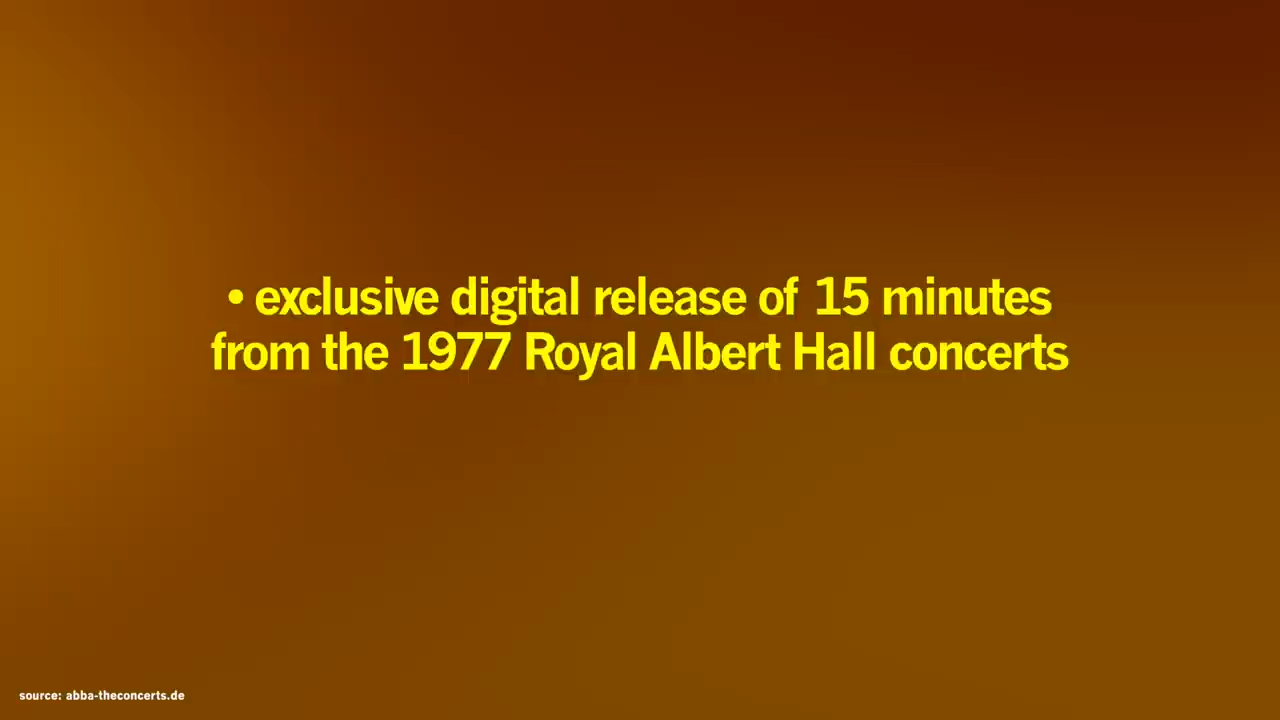 • exclusive digital release of 15 minutes
from the 1977 Royal Albert Hall concerts
source: abba-theconcerts.de